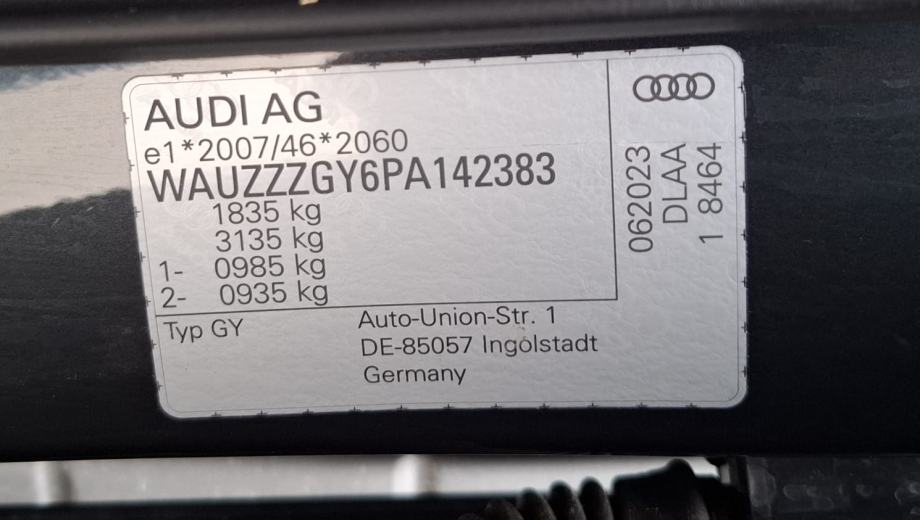 AUDI AG
e1*2007/46*2060
WAUZZZGY6PA142383
1835 kg
3135 kg
1- 0985 kg
2- 0935 kg
Typ GY
Auto-Union-Str. 1
DE-85057 Ingolstadt
Germany
062023
DLAA
1 8464